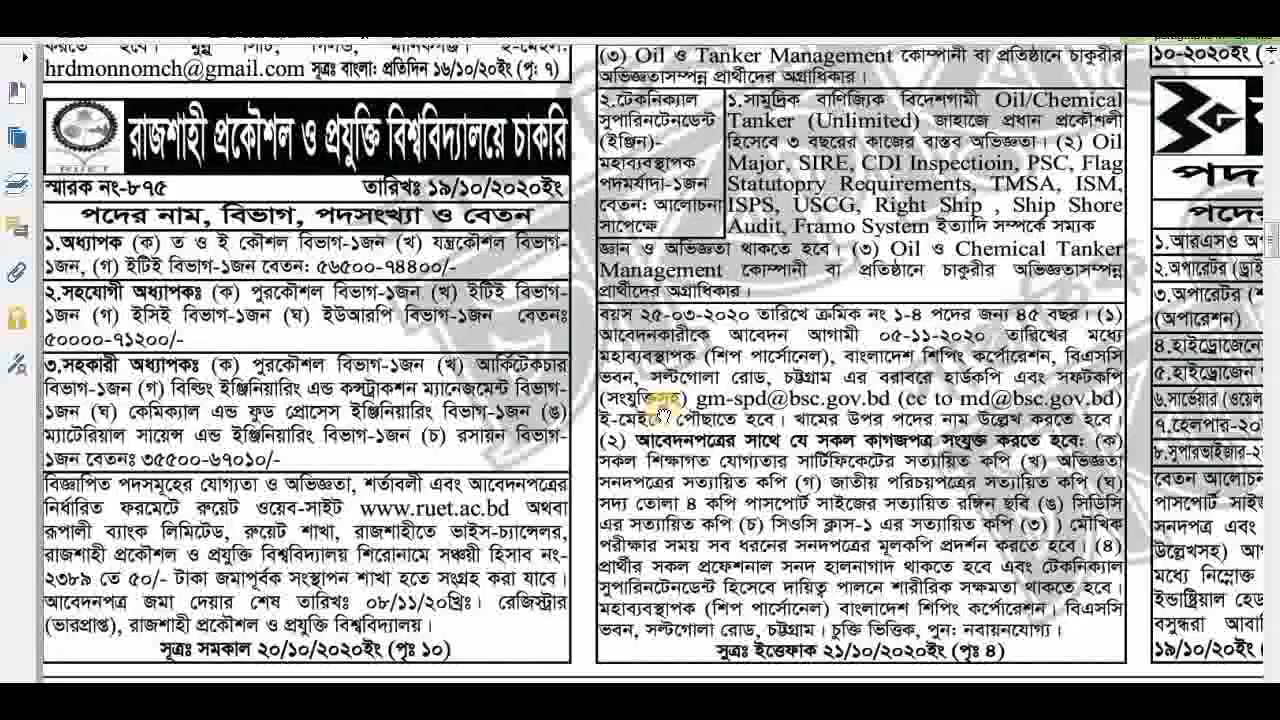 hrdmonnomch@gmail.com সূত্র: বাংলা: প্রতিদিন ১৬/১০/২০ইং (পৃ: ৭)
রাজশাহী প্রকৌশল ও প্রযুক্তি বিশ্ববিদ্যালয়ে চাকরি
RUET
স্মারক নং-৮৭৫ তারিখঃ ১৯/১০/২০২০ইং
পদের নাম, বিভাগ, পদসংখ্যা ও বেতন
১.অধ্যাপক (ক) ত ও ই কৌশল বিভাগ-১জন (খ) যন্ত্রকৌশল বিভাগ-
১জন, (গ) ইটিই বিভাগ-১জন বেতন: ৫৬৫০০-৭৪৪০০/-
২.সহযোগী অধ্যাপকঃ (ক) পুরকৌশল বিভাগ-১জন (খ) ইটিই বিভাগ-
১জন (গ) ইসিই বিভাগ-১জন (ঘ) ইউআরপি বিভাগ-১জন বেতনঃ
৫০০০০-৭১২০০/-
৩.সহকারী অধ্যাপকঃ (ক) পুরকৌশল বিভাগ-১জন (খ) আর্কিটেকচার
বিভাগ-১জন (গ) বিল্ডিং ইঞ্জিনিয়ারিং এন্ড কন্সট্রাকশন ম্যানেজমেন্ট বিভাগ-
১জন (ঘ) কেমিক্যাল এন্ড ফুড প্রোসেস ইঞ্জিনিয়ারিং বিভাগ-১জন (ঙ)
ম্যাটেরিয়াল সায়েন্স এন্ড ইঞ্জিনিয়ারিং বিভাগ-১জন (চ) রসায়ন বিভাগ-
১জন বেতনঃ ৩৫৫০০-৬৭০১০/-
বিজ্ঞাপিত পদসমূহের যোগ্যতা ও অভিজ্ঞতা, শর্তাবলী এবং আবেদনপত্রের
নির্ধারিত ফরমেটে রুয়েট ওয়েব-সাইট www.ruet.ac.bd অথবা
রূপালী ব্যাংক লিমিটেড, রুয়েট শাখা, রাজশাহীতে ভাইস-চ্যান্সেলর,
রাজশাহী প্রকৌশল ও প্রযুক্তি বিশ্ববিদ্যালয় শিরোনামে সঞ্চয়ী হিসাব নং-
২৩৮৯ তে ৫০/- টাকা জমাপূর্বক সংস্থাপন শাখা হতে সংগ্রহ করা যাবে।
আবেদনপত্র জমা দেয়ার শেষ তারিখঃ ০৮/১১/২০খ্রিঃ। রেজিস্ট্রার
(ভারপ্রাপ্ত), রাজশাহী প্রকৌশল ও প্রযুক্তি বিশ্ববিদ্যালয়।
সূত্রঃ সমকাল ২০/১০/২০২০ইং (পৃঃ ১০)
(৩) Oil ও Tanker Management কোম্পানী বা প্রতিষ্ঠানে চাকুরীর
অভিজ্ঞতাসম্পন্ন প্রার্থীদের অগ্রাধিকার।
২.টেকনিক্যাল
সুপারিনটেনডেন্ট
(ইঞ্জিন)-
মহাব্যবস্থাপক
পদমর্যাদা-১জন
বেতন: আলোচনা
সাপেক্ষে
১.সামুদ্রিক বাণিজ্যিক বিদেশগামী Oil/Chemical
Tanker (Unlimited) জাহাজে প্রধান প্রকৌশলী
হিসেবে ৩ বছরের কাজের বাস্তব অভিজ্ঞতা। (২) Oil
Major, SIRE, CDI Inspectioin, PSC, Flag
Statutopry Requirements, TMSA, ISM,
ISPS, USCG, Right Ship , Ship Shore
Audit, Framo System ইত্যাদি সম্পর্কে সম্যক
জ্ঞান ও অভিজ্ঞতা থাকতে হবে। (৩) Oil ও Chemical Tanker
Management কোম্পানী বা প্রতিষ্ঠানে চাকুরীর অভিজ্ঞতাসম্পন্ন
প্রার্থীদের অগ্রাধিকার।
বয়স ২৫-০৩-২০২০ তারিখে ক্রমিক নং ১-৪ পদের জন্য ৪৫ বছর। (১)
আবেদনকারীকে আবেদন আগামী ০৫-১১-২০২০ তারিখের মধ্যে
মহাব্যবস্থাপক (শিপ পার্সোনেল), বাংলাদেশ শিপিং কর্পোরেশন, বিএসসি
ভবন, সল্টগোলা রোড, চট্টগ্রাম এর বরাবরে হার্ডকপি এবং সফটকপি
(সংযুক্তিসহ) gm-spd@bsc.gov.bd (cc to md@bsc.gov.bd)
ই-মেইলে পৌছাতে হবে। খামের উপর পদের নাম উল্লেখ করতে হবে।
(২) আবেদনপত্রের সাথে যে সকল কাগজপত্র সংযুক্ত করতে হবে: (ক)
সকল শিক্ষাগত যোগ্যতার সার্টিফিকেটের সত্যায়িত কপি (খ) অভিজ্ঞতা
সনদপত্রের সত্যায়িত কপি (গ) জাতীয় পরিচয়পত্রের সত্যায়িত কপি (ঘ)
সদ্য তোলা ৪ কপি পাসপোর্ট সাইজের সত্যায়িত রঙ্গিন ছবি (ঙ) সিডিসি
এর সত্যায়িত কপি (চ) সিওসি ক্লাস-১ এর সত্যায়িত কপি (৩) ) মৌখিক
পরীক্ষার সময় সব ধরনের সনদপত্রের মূলকপি প্রদর্শন করতে হবে। (৪)
প্রার্থীর সকল প্রফেশনাল সনদ হালনাগাদ থাকতে হবে এবং টেকনিক্যাল
সুপারিনটেনডেন্ট হিসেবে দায়িত্ব পালনে শারীরিক সক্ষমতা থাকতে হবে।
মহাব্যবস্থাপক (শিপ পার্সোনেল) বাংলাদেশ শিপিং কর্পোরেশন। বিএসসি
ভবন, সল্টগোলা রোড, চট্টগ্রাম। চুক্তি ভিত্তিক, পুন: নবায়নযোগ্য।
সুত্রঃ ইত্তেফাক ২১/১০/২০২০ইং (পৃঃ ৪)
১০-২০২০ইং
পদ
পদের
১.আরএসও অপ
২.অপারেটর (ড্রাই
৩.অপারেটর
(অপারেশন)
৪.হাইড্রোজেনে
৫.হাইড্রোজেন
৬.সার্ভেয়ার (ওয়েল
৭.হেলপার-২০
৮.সুপারভাইজার-২
বেতন আলোচন
পাসপোর্ট সাই
সনদপত্র এবং
উল্লেখসহ) আ
মধ্যে নিম্নোক্ত
ইন্ডাষ্ট্রিয়াল হেড
বসুন্ধরা আবা
১৯/১০/২০ইং